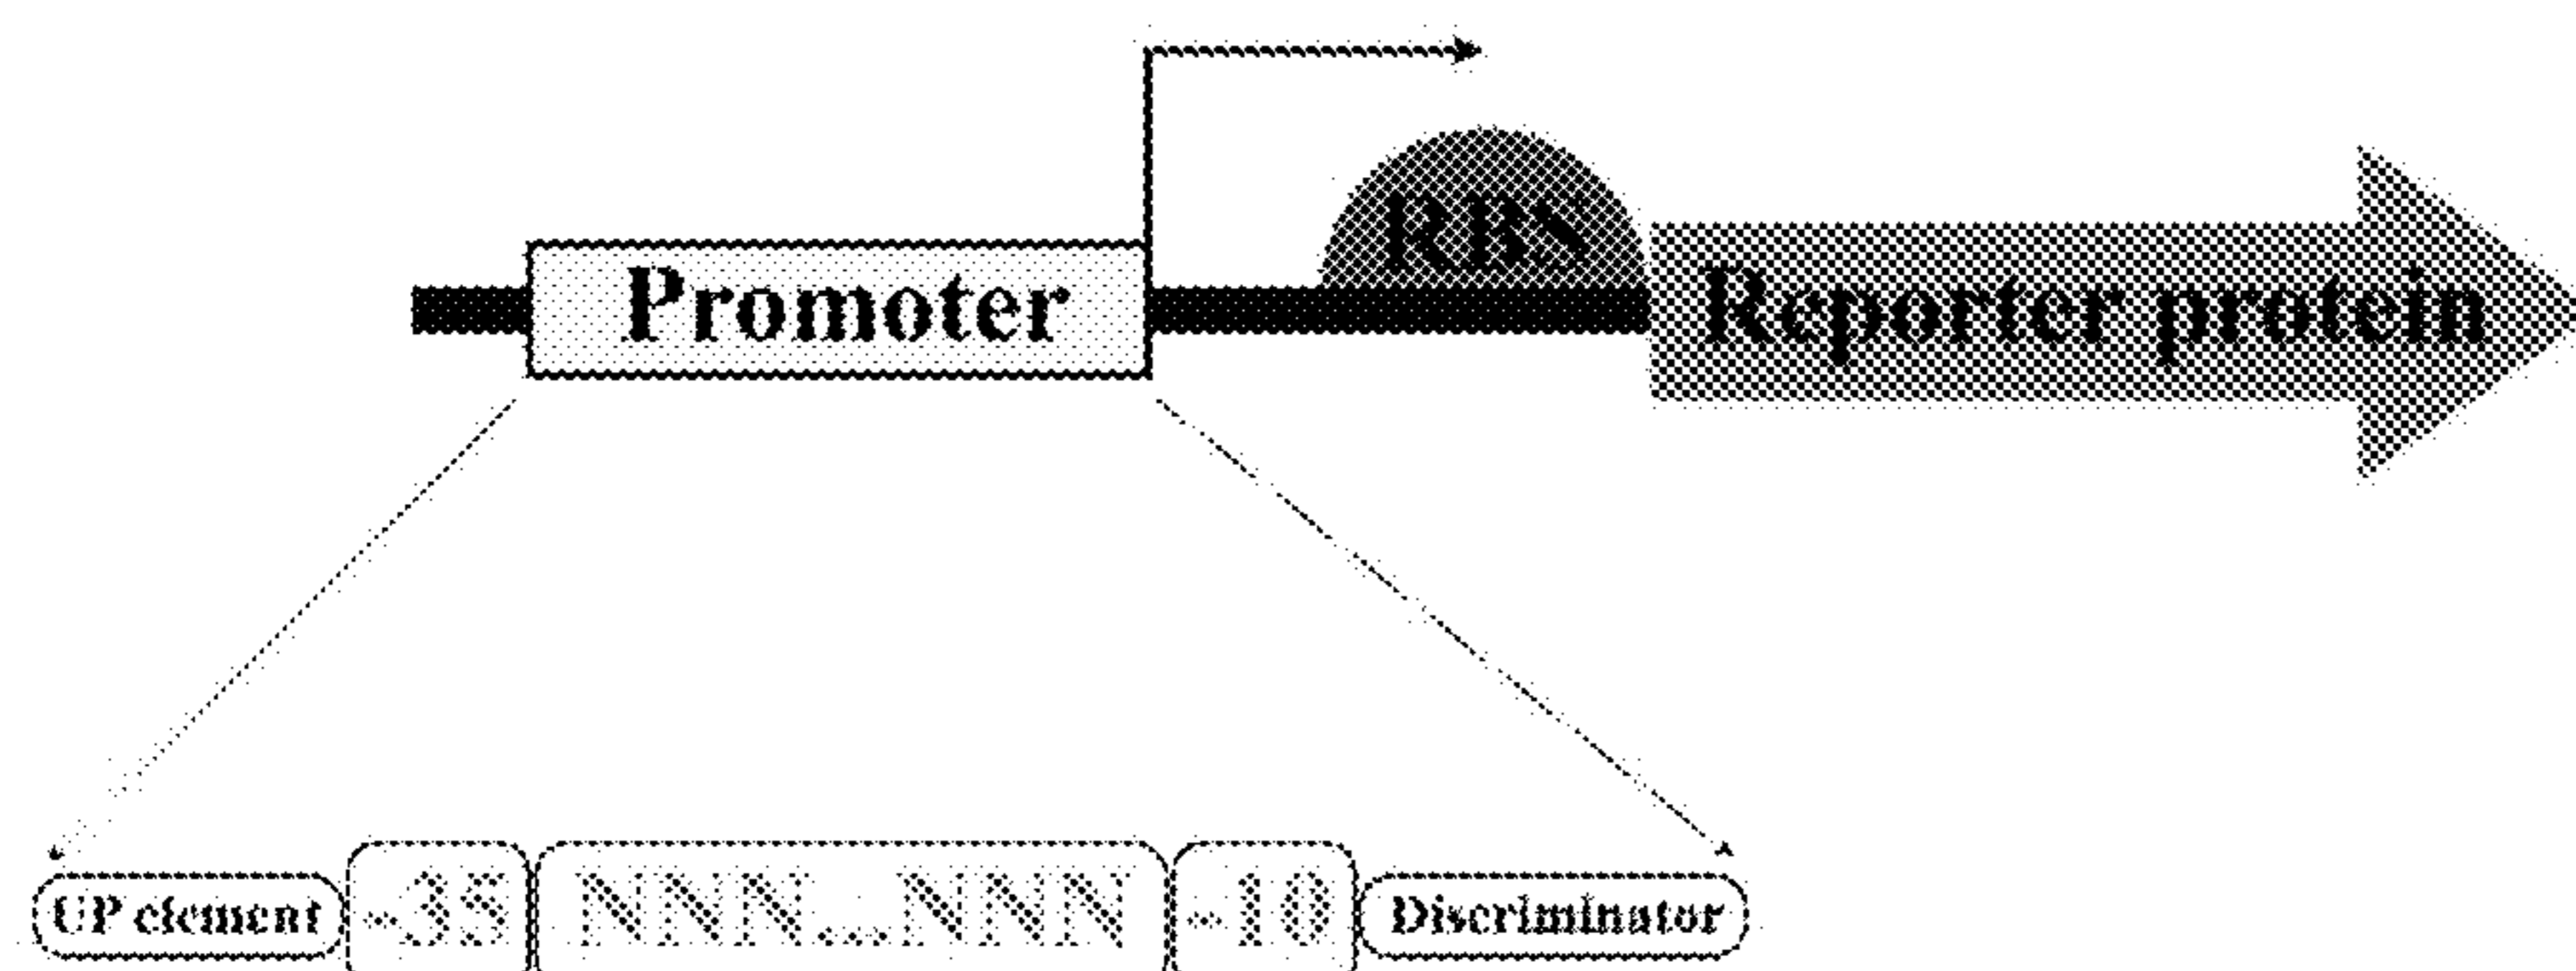 RBS
Promoter
Reporter protein
UP element -35 NNN...NNN -10 Discriminator